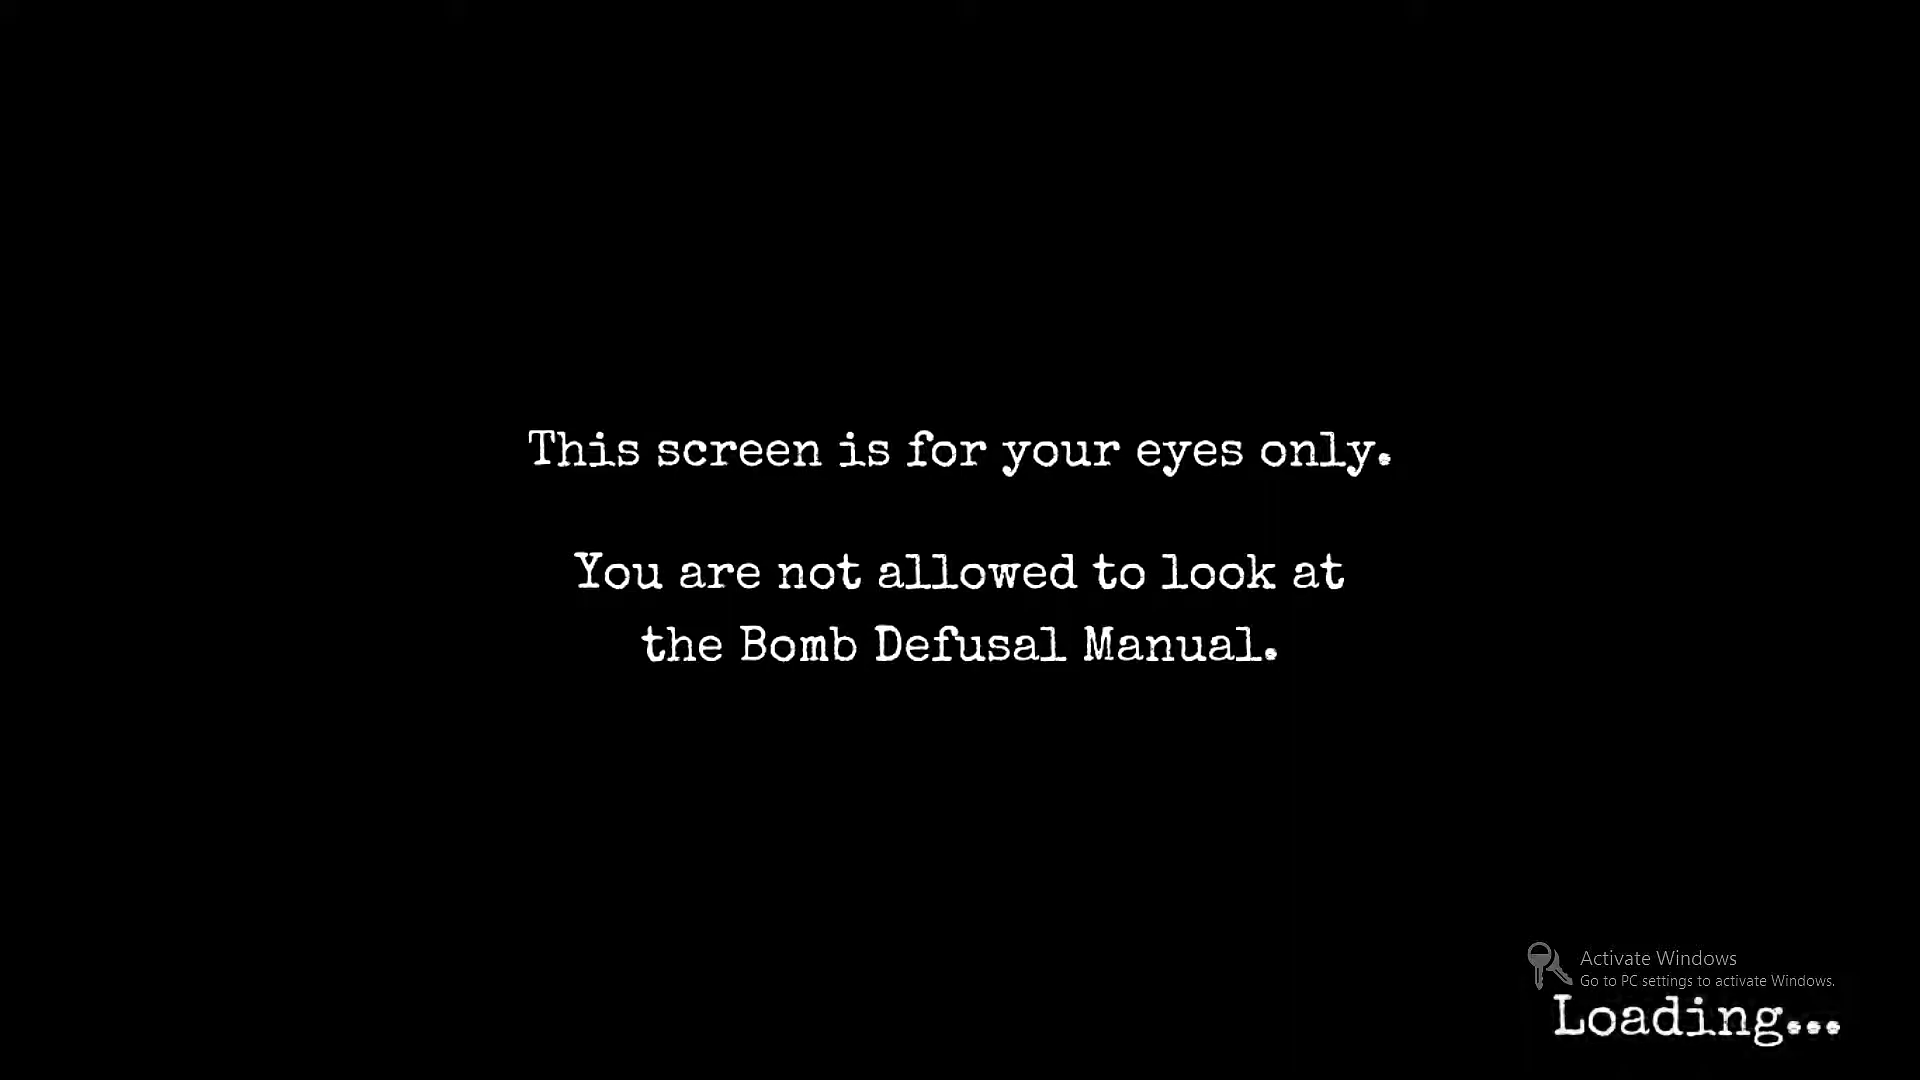 This screen is for your eyes only.
You are not allowed to look at
the Bomb Defusal Manual.
Activate Windows
Go to PC settings to activate Windows.
Loading...